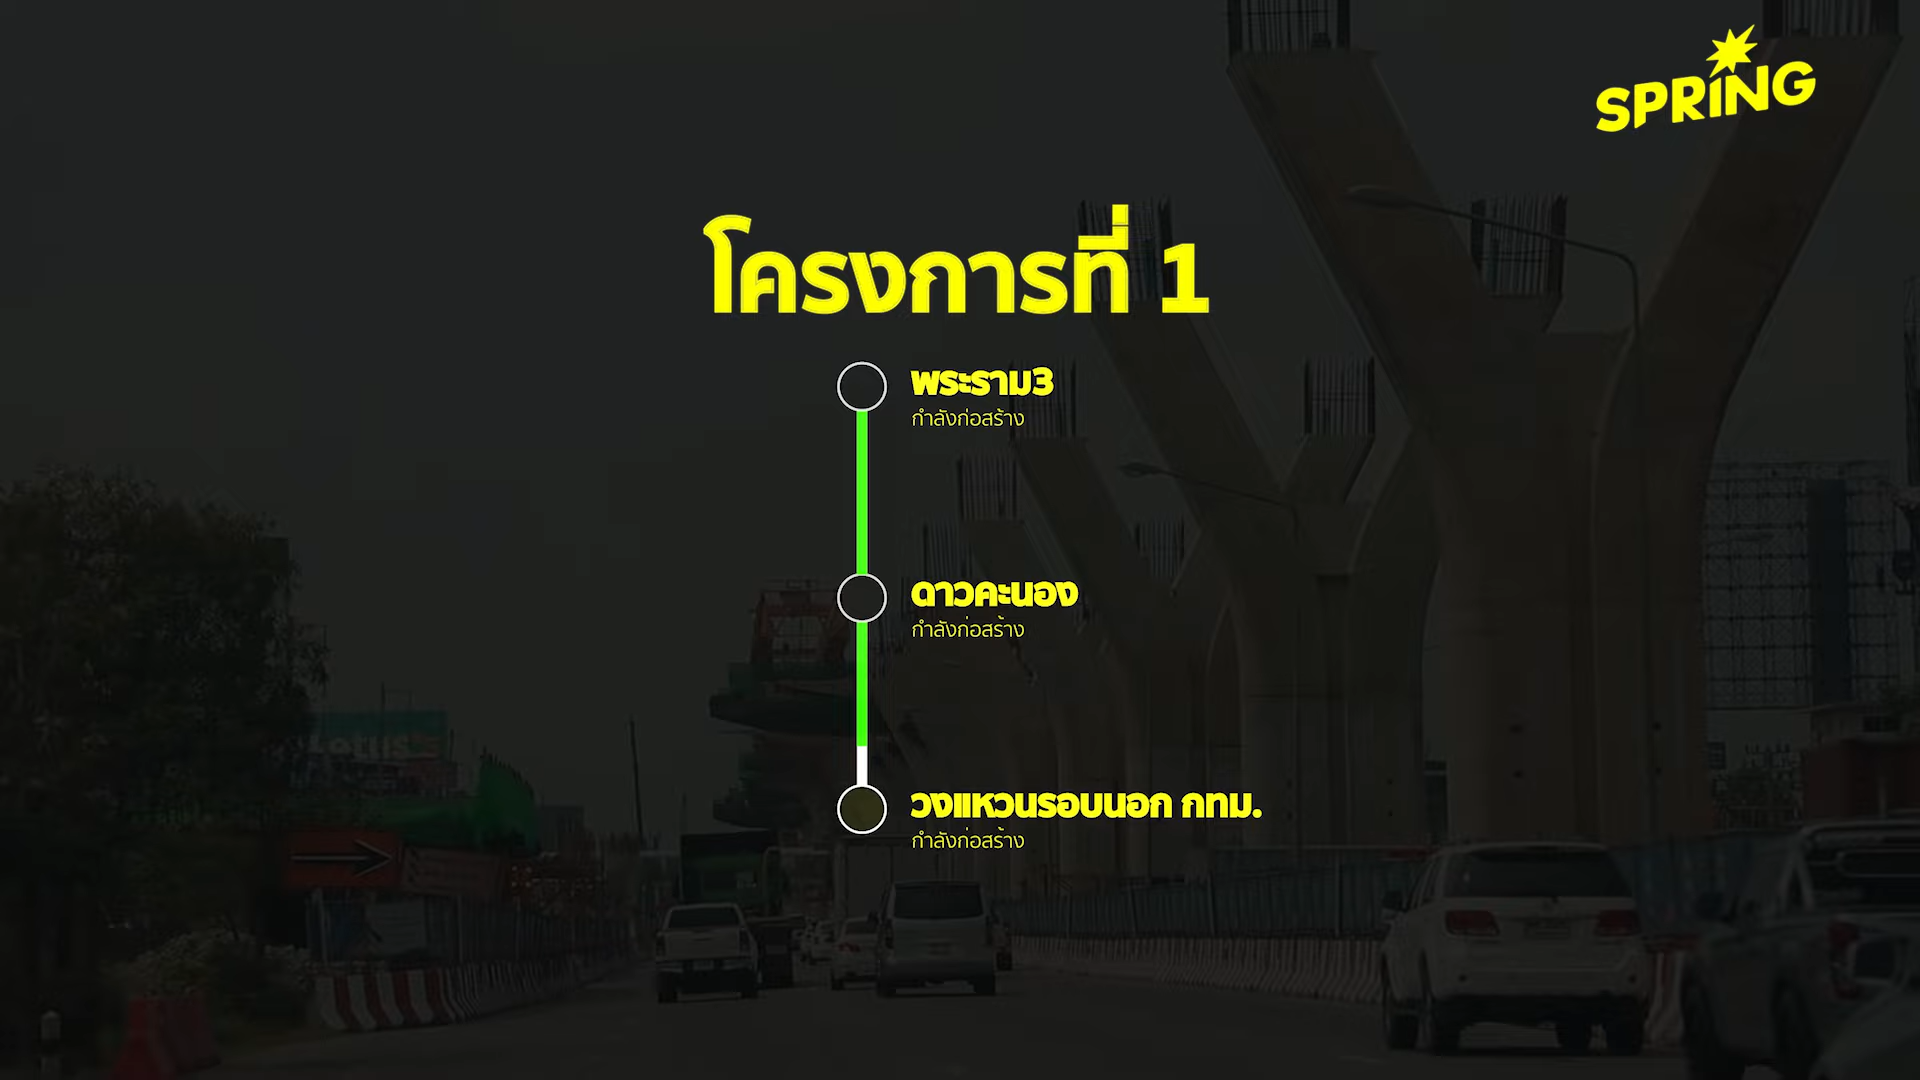 SPRiNG
โครงการที่ 1
พระราม3
กำลังก่อสร้าง
ดาวคะนอง
กำลังก่อสร้าง
วงแหวนรอบนอก กทม.
กำลังก่อสร้าง
Lotus's